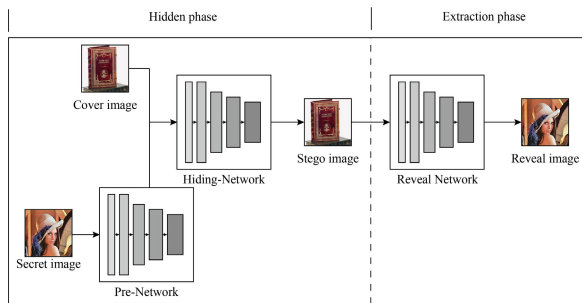 Hidden phase
Extraction phase
Cover image
Hiding-Network
Stego image
Reveal Network
Reveal image
Secret image
Pre-Network